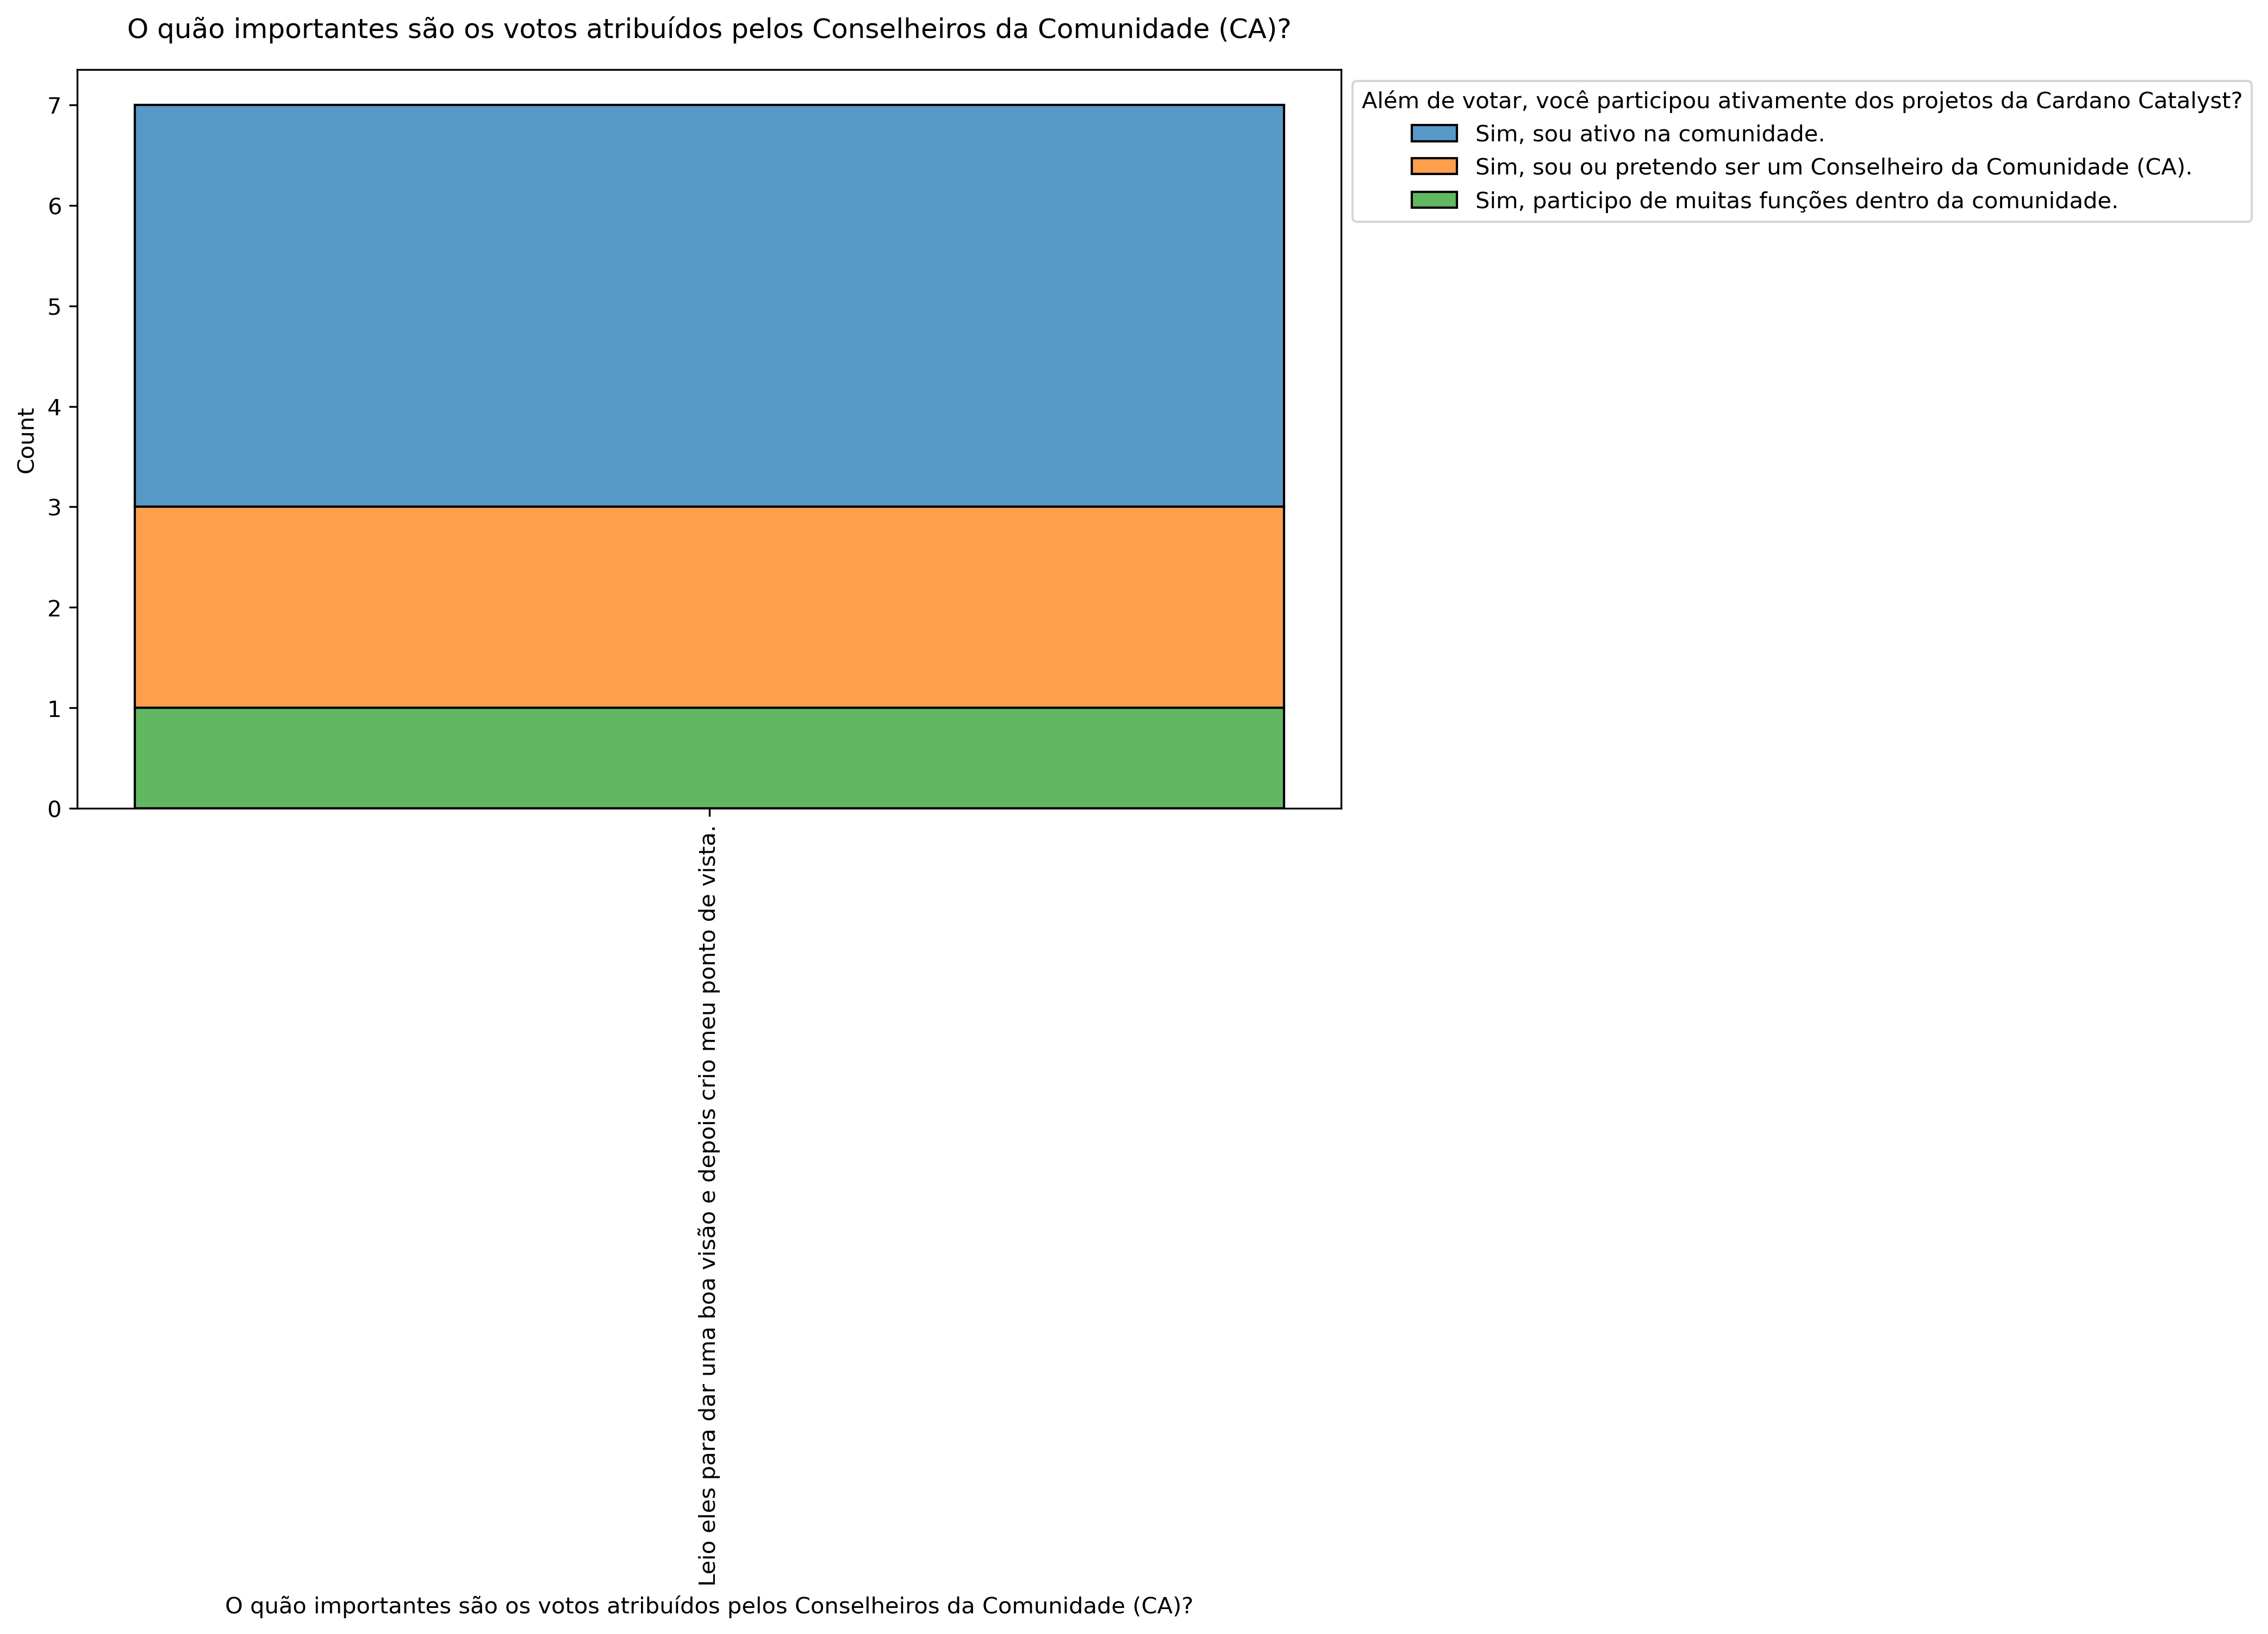 O quão importantes são os votos atribuídos pelos Conselheiros da Comunidade (CA)?
Além de votar, você participou ativamente dos projetos da Cardano Catalyst?
Sim, sou ativo na comunidade.
Sim, sou ou pretendo ser um Conselheiro da Comunidade (CA).
Sim, participo de muitas funções dentro da comunidade.
Count
7
6
5
4
3
2
1
0
Leio eles para dar uma boa visão e depois crio meu ponto de vista.
O quão importantes são os votos atribuídos pelos Conselheiros da Comunidade (CA)?